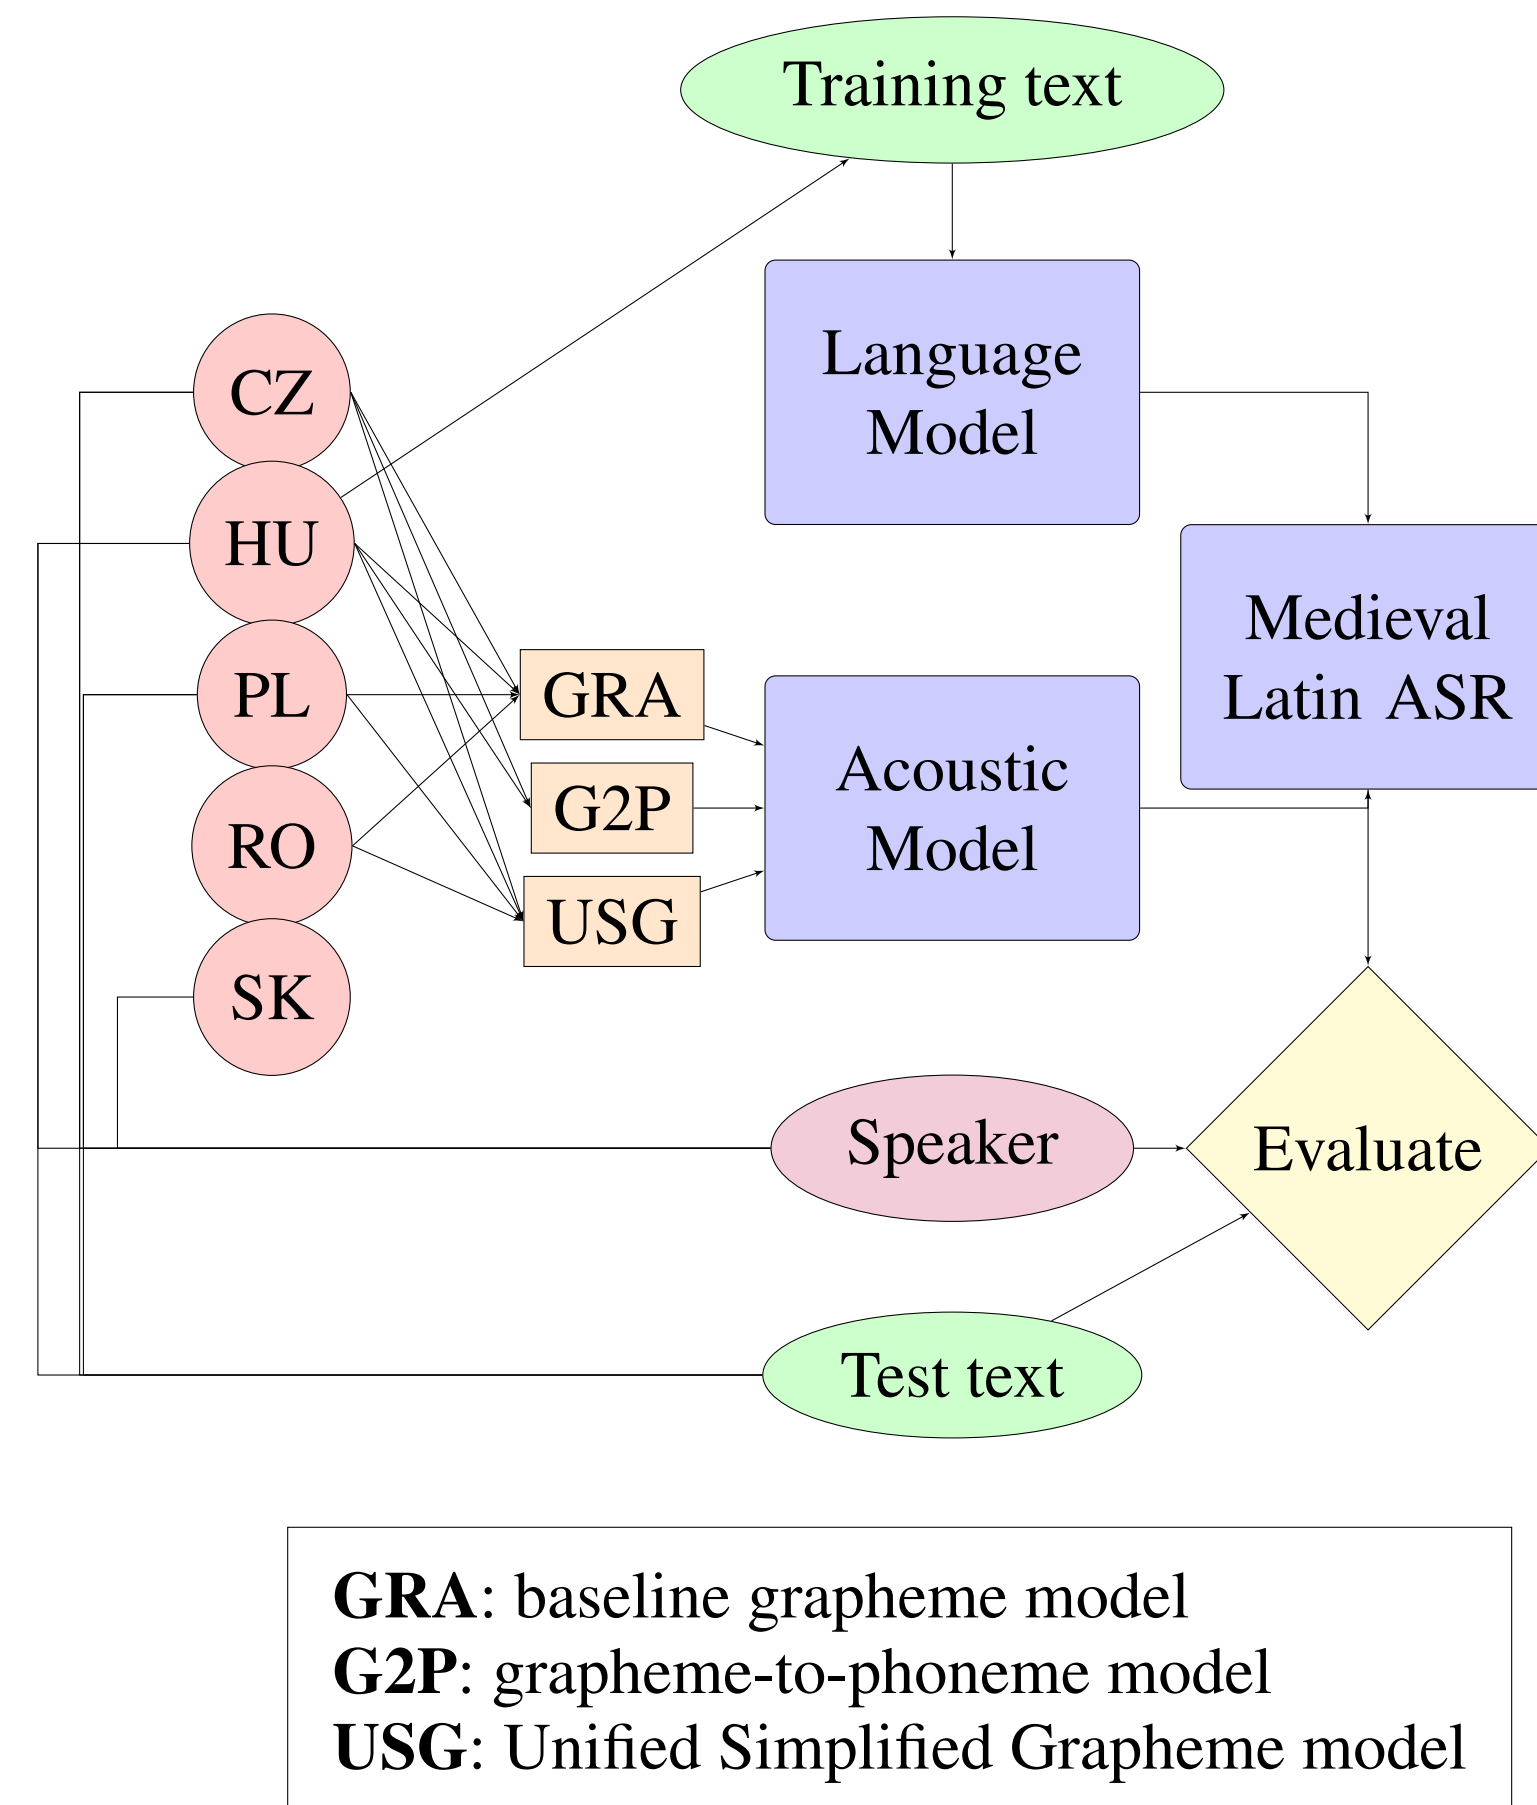 Training text
Language
Model
CZ
HU
Medieval
Latin ASR
PL
GRA
Acoustic
Model
G2P
RO
USG
SK
Speaker
Evaluate
Test text
GRA: baseline grapheme model
G2P: grapheme-to-phoneme model
USG: Unified Simplified Grapheme model